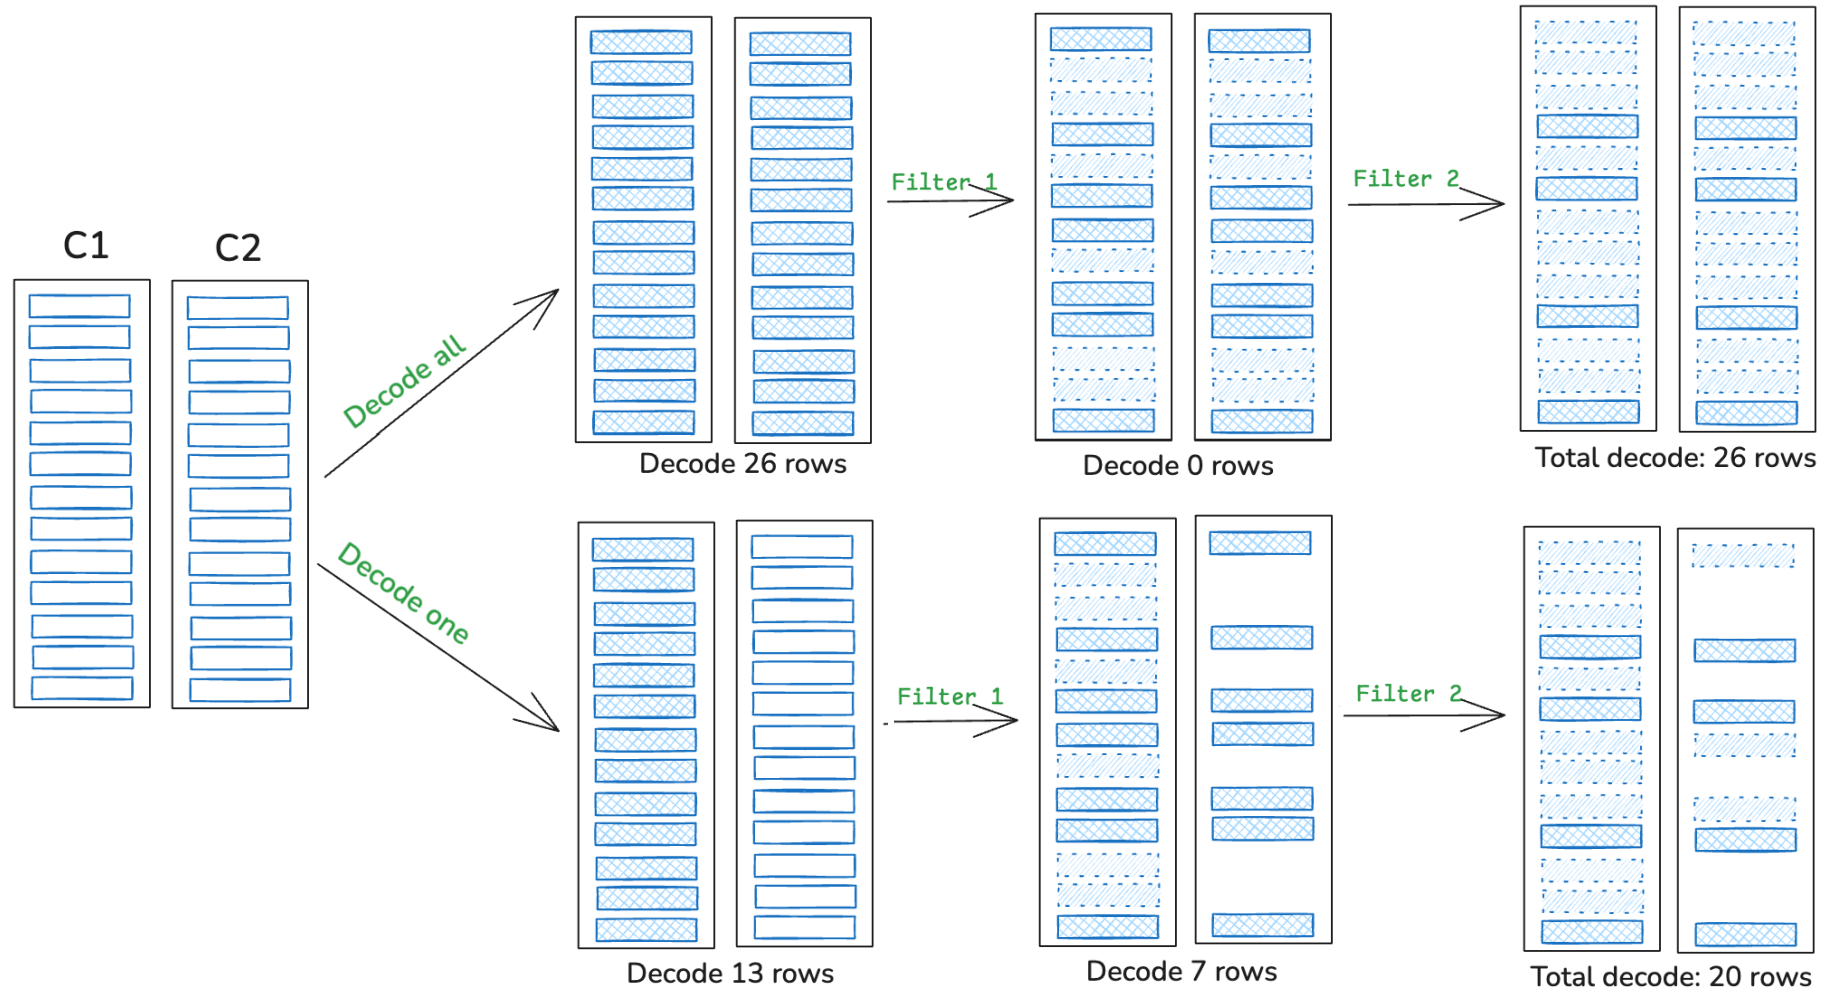 C1
C2
Decode all
Decode one
Decode 26 rows
Filter 1
Decode 0 rows
Filter 2
Total decode: 26 rows
Decode 13 rows
Filter 1
Decode 7 rows
Filter 2
Total decode: 20 rows